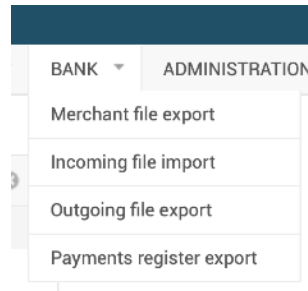 BANK ADMINISTRATION
Merchant file export
Incoming file import
Outgoing file export
Payments register export